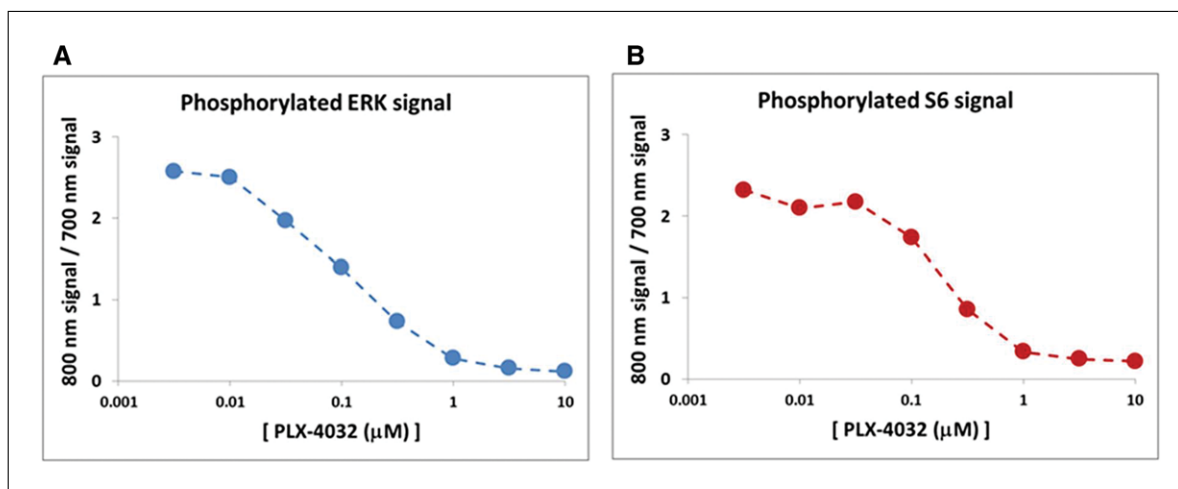 A
Phosphorylated ERK signal
800 nm signal / 700 nm signal
3
2
1
0
0.001 0.01 0.1 1 10
[ PLX-4032 (μM) ]
B
Phosphorylated S6 signal
800 nm signal / 700 nm signal
3
2
1
0
0.001 0.01 0.1 1 10
[ PLX-4032 (μM) ]